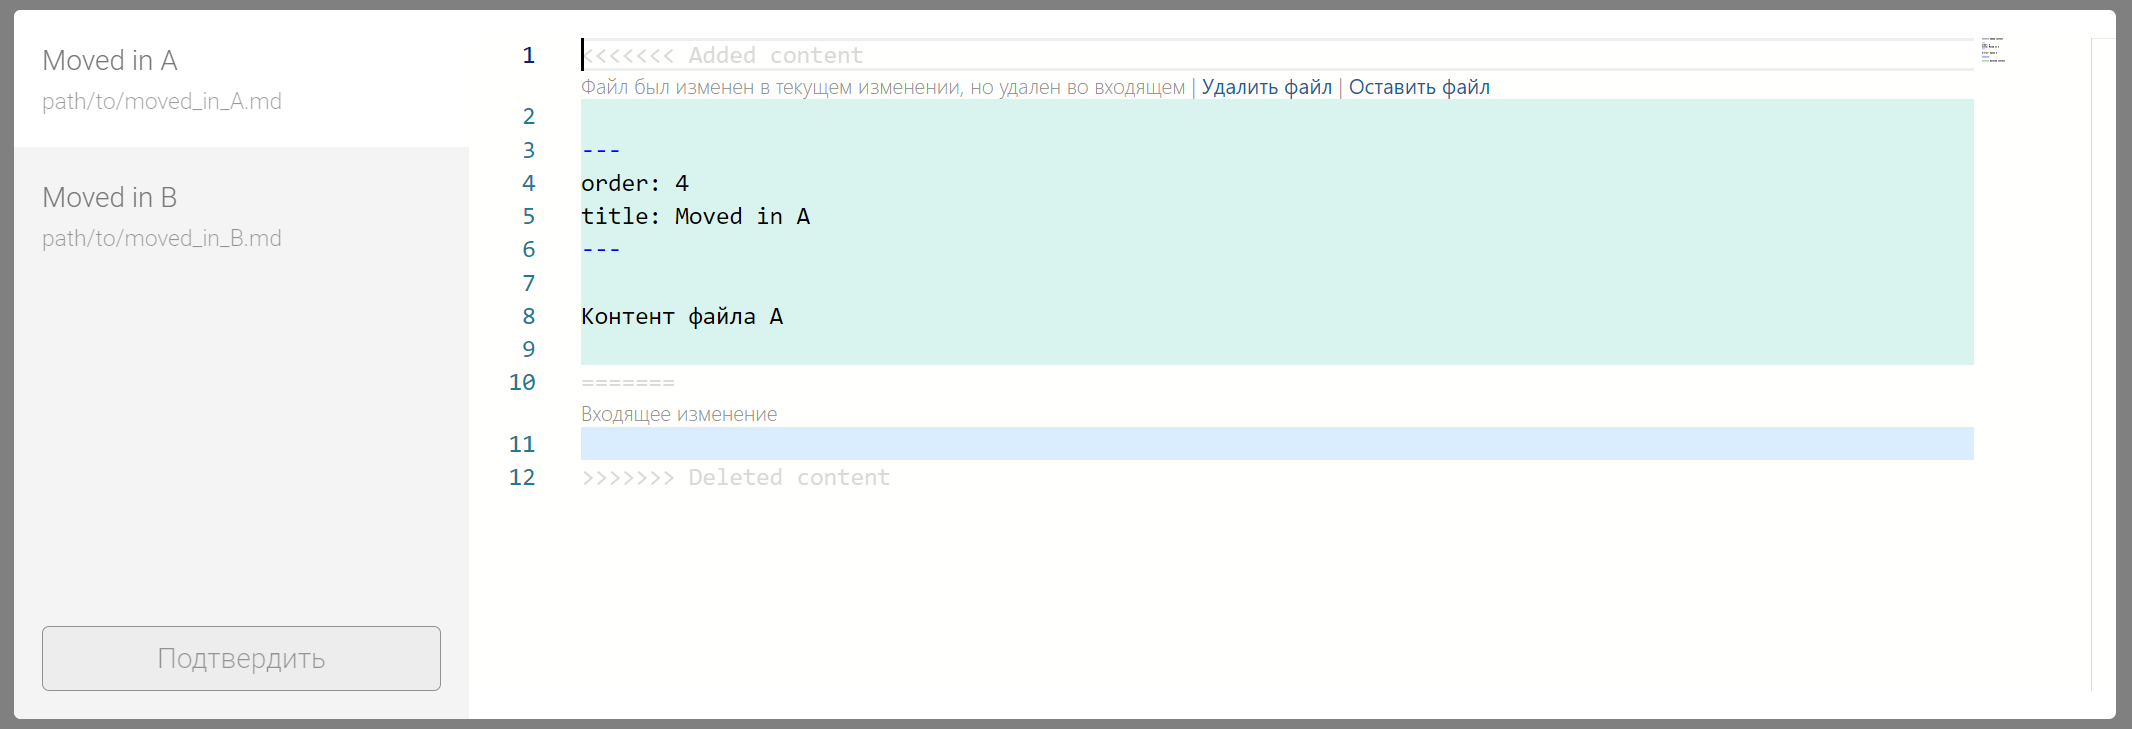 Moved in A
path/to/moved_in_A.md
Moved in B
path/to/moved_in_B.md
Подтвердить
1 <<<<<<< Added content
Файл был изменен в текущем изменении, но удален во входящем | Удалить файл | Оставить файл
2
3 ---
4 order: 4
5 title: Moved in A
6 ---
7
8 Контент файла A
9
10 =======
Входящее изменение
11
12 >>>>>>> Deleted content